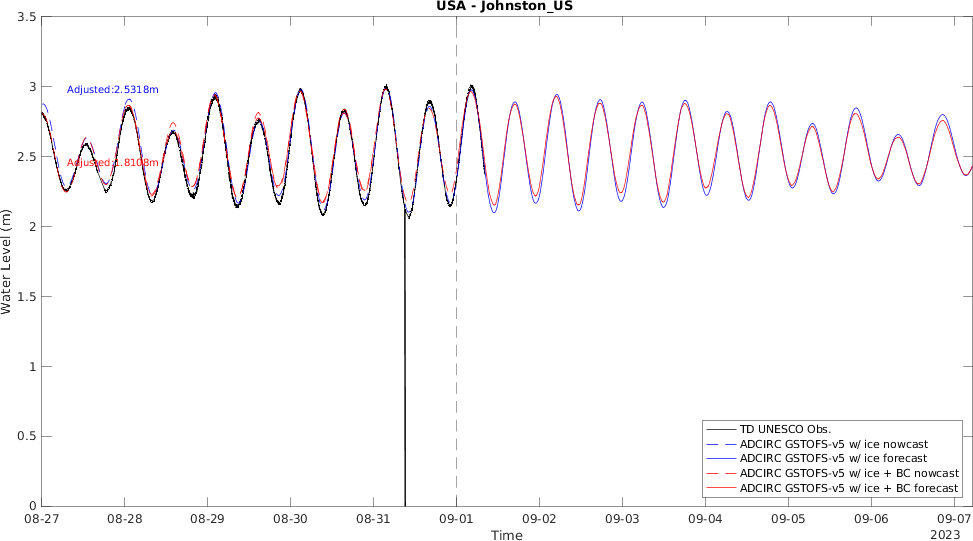 USA - Johnston_US
3.5
3
2.5
2
1.5
1
0.5
0
Water Level (m)
Adjusted:2.5318m
Adjusted:1.8108m
TD UNESCO Obs.
ADCIRC GSTOFS-v5 w/ ice nowcast
ADCIRC GSTOFS-v5 w/ ice forecast
ADCIRC GSTOFS-v5 w/ ice + BC nowcast
ADCIRC GSTOFS-v5 w/ ice + BC forecast
08-27 08-28 08-29 08-30 08-31 09-01 09-02 09-03 09-04 09-05 09-06 09-07
Time
2023